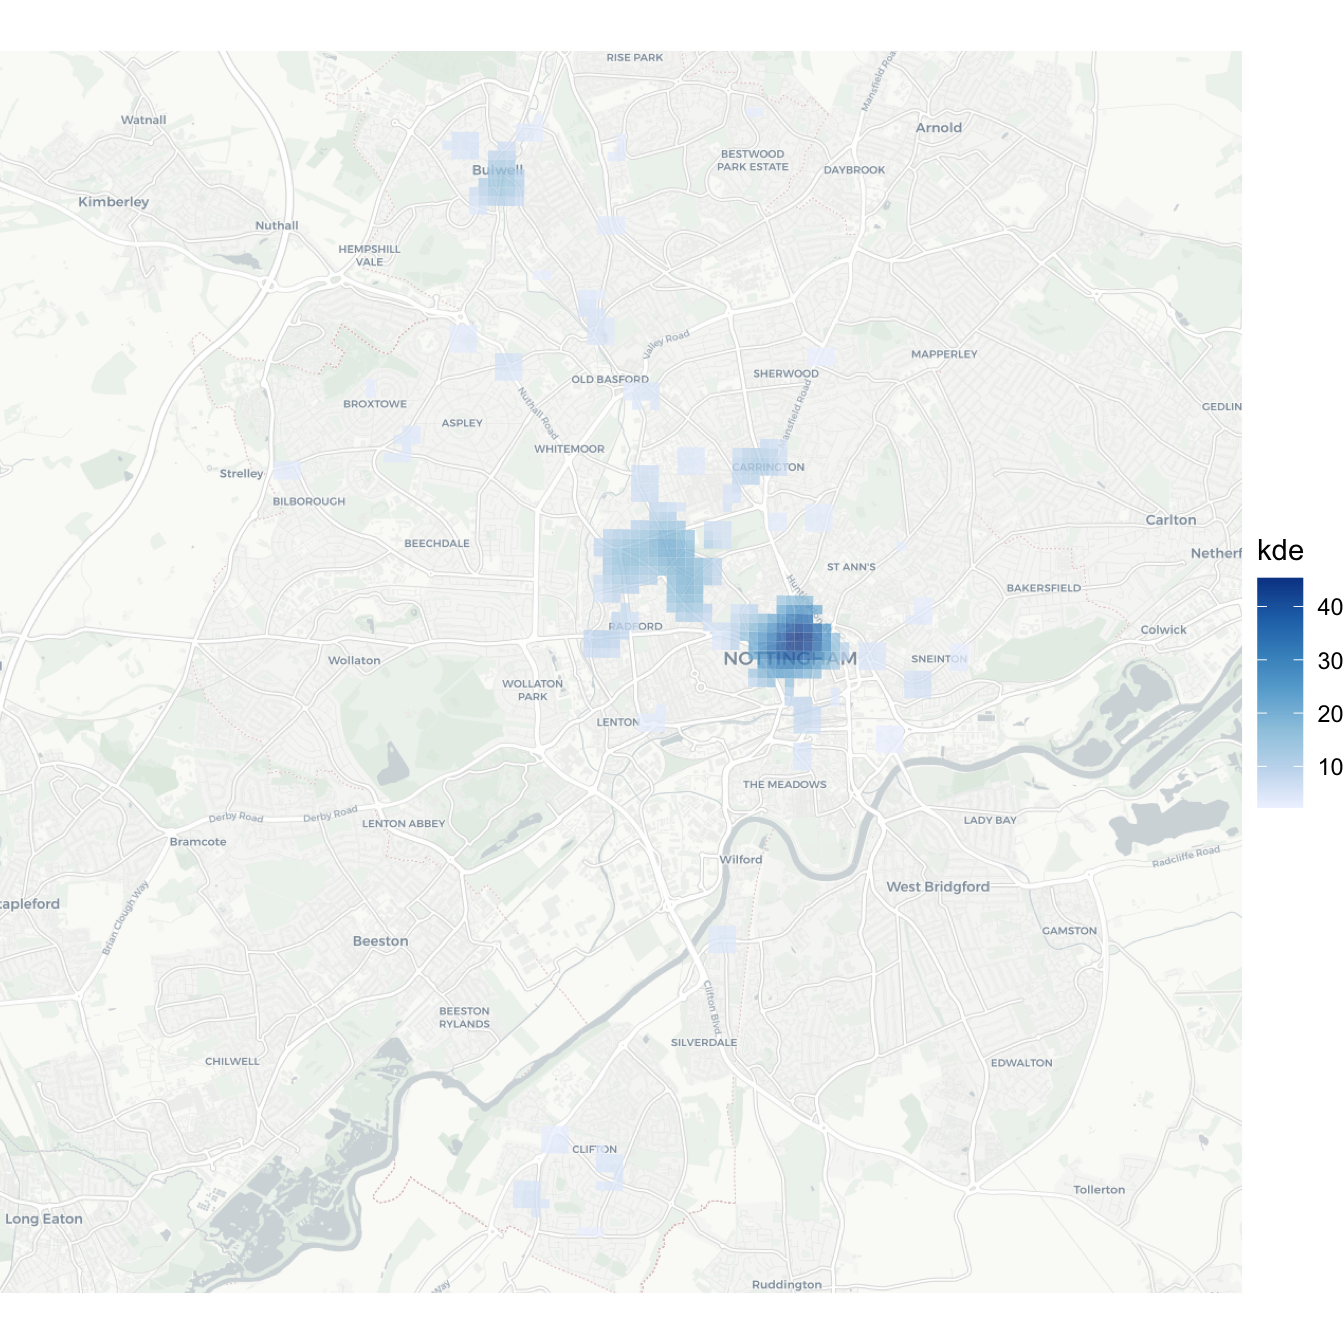 RISE PARK
Mansfield Roa
Watnall
Arnold
BESTWOOD
PARK ESTATE
DAYBROOK
Bulwell
Kimberley
Nuthall
HEMPSHILL
VALE
Valley Road
MAPPERLEY
SHERWOOD
OLD BASFORD
BROXTOWE
Nuthall Road
Mansfield Road
GEDLIN
ASPLEY
WHITEMOOR
CARRINGTON
Strelley
BILBOROUGH
Carlton
BEECHDALE
Netherf
kde
ST ANN'S
BAKERSFIELD
40
RADFORD
Colwick
NOTTINGHAM
SNEINTON
Wollaton
30
WOLLATON
PARK
20
LENTON
10
THE MEADOWS
Derby Road
Derby Road
LENTON ABBEY
LADY BAY
Bramcote
Radcliffe Road
Wilford
West Bridgford
tapleford
Brian Clough Way
Beeston
GAMSTON
BEESTON
RYLANDS
Clifton Blvd
SILVERDALE
CHILWELL
EDWALTON
CLIFTON
Tollerton
Long Eaton
Way
Ruddington